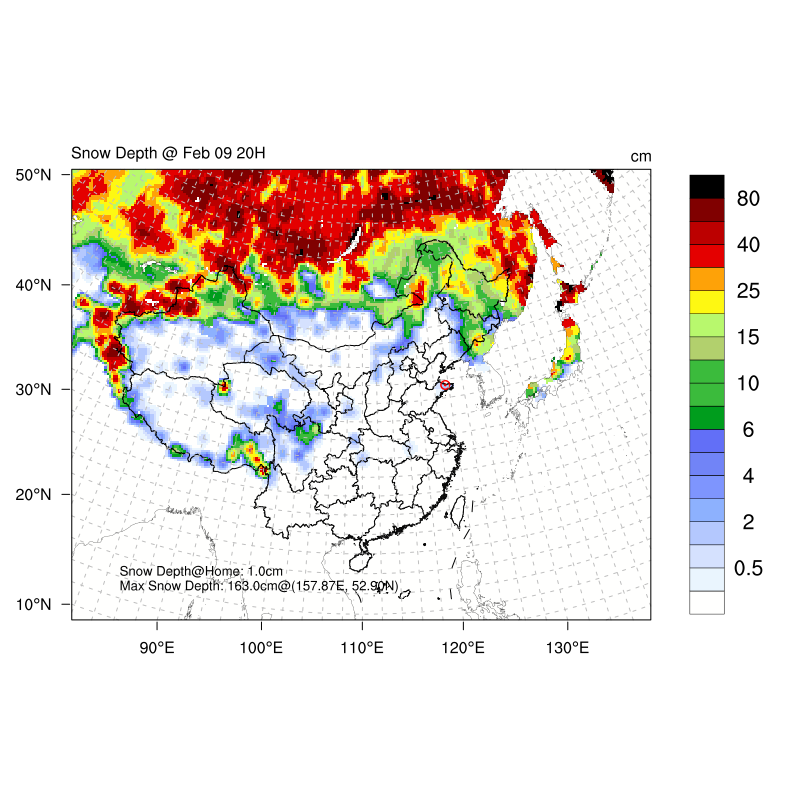 Snow Depth @ Feb 09 20H
cm
50°N
40°N
30°N
20°N
10°N
90°E
100°E
110°E
120°E
130°E
80
40
25
15
10
6
4
2
0.5
Snow Depth@Home: 1.0cm
Max Snow Depth: 163.0cm@(157.87E, 52.90N)